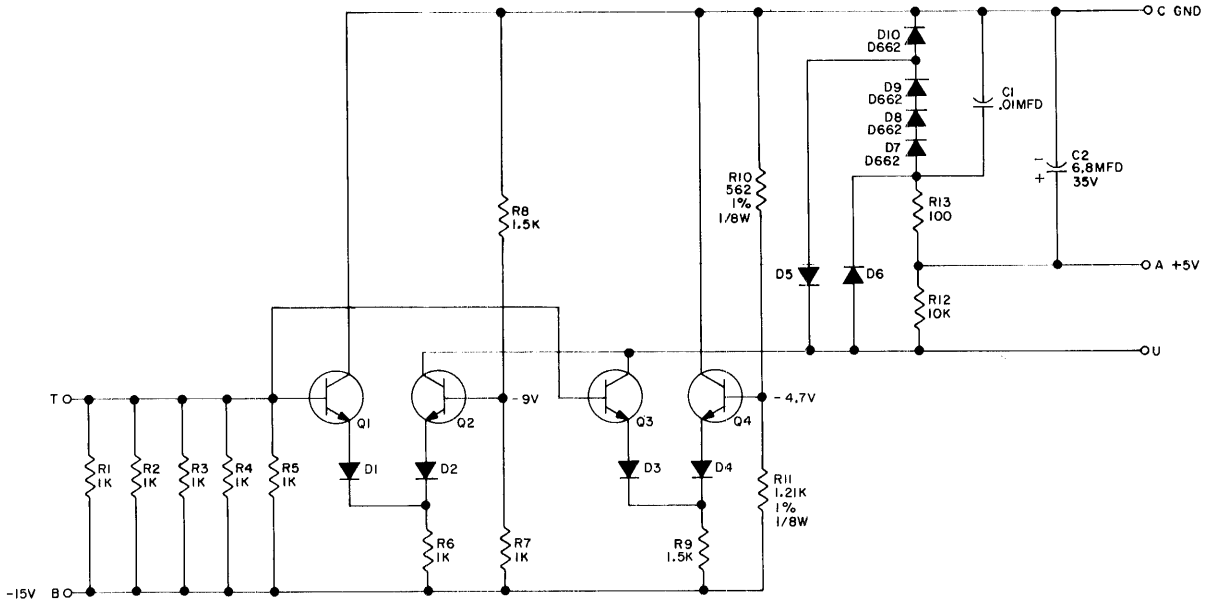 C GND
D10
D662
D9
D662
D8
D662
D7
D662
C1
.01MFD
C2
6.8MFD
35V
-
+
R10
562
1%
1/8W
R8
1.5K
R13
100
D5
D6
A +5V
R12
10K
U
T
Q1
Q2
-9V
Q3
Q4
-4.7V
R1
1K
R2
1K
R3
1K
R4
1K
R5
1K
D1
D2
D3
D4
R11
1.21K
1%
1/8W
R6
1K
R7
1K
R9
1.5K
-15V B